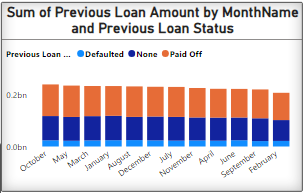 Sum of Previous Loan Amount by MonthName
and Previous Loan Status
Previous Loan ... Defaulted None Paid Off
0.2bn
0.0bn
October May March January August December July November April June September February